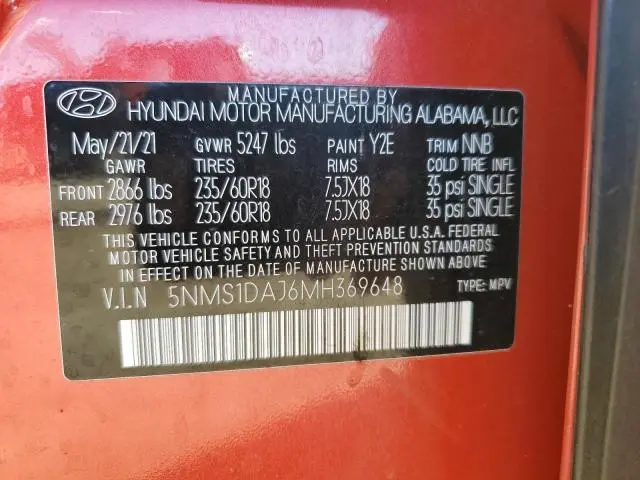 MANUFACTURED BY
HYUNDAI MOTOR MANUFACTURING ALABAMA, LLC
May/21/21 GVWR 5247 lbs PAINT Y2E TRIM NNB
GAWR TIRES RIMS COLD TIRE INFL
FRONT 2866 lbs 235/60R18 7.5JX18 35 psi SINGLE
REAR 2976 lbs 235/60R18 7.5JX18 35 psi SINGLE
THIS VEHICLE CONFORMS TO ALL APPLICABLE U.S.A. FEDERAL
MOTOR VEHICLE SAFETY AND THEFT PREVENTION STANDARDS
IN EFFECT ON THE DATE OF MANUFACTURE SHOWN ABOVE.
V.I.N 5NMS1DAJ6MH369648 TYPE: MPV